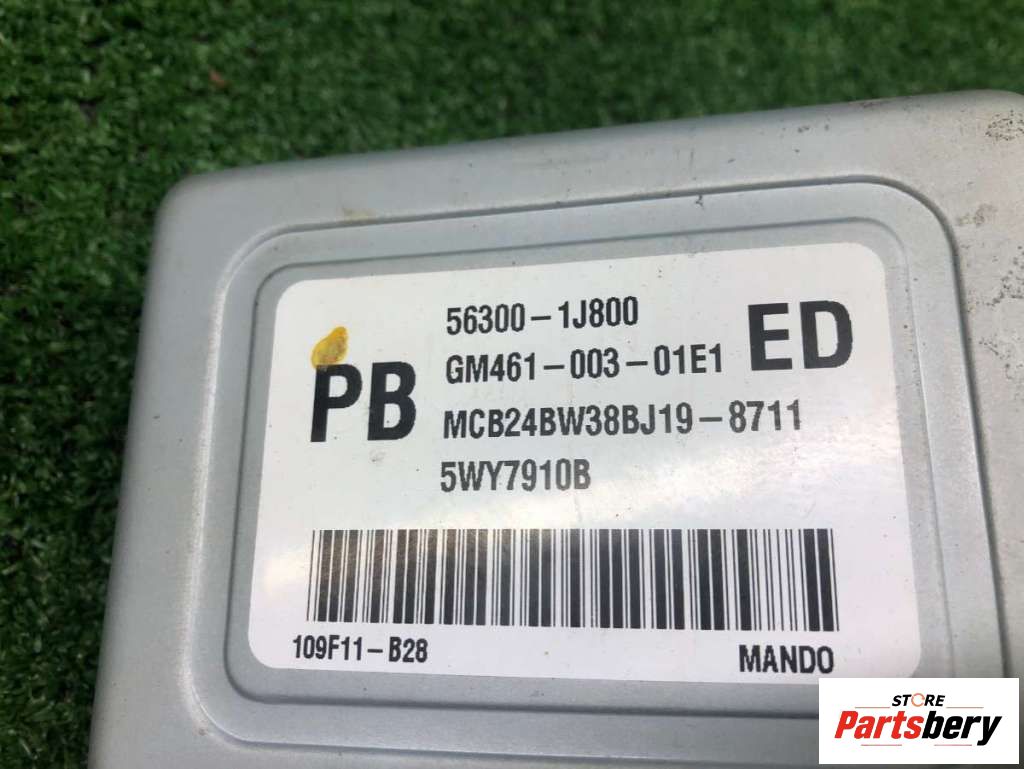 56300-1J800
PB
GM461-003-01E1
ED
MCB24BW38BJ19-8711
5WY7910B
109F11-B28
MANDO
STORE
Partsbery